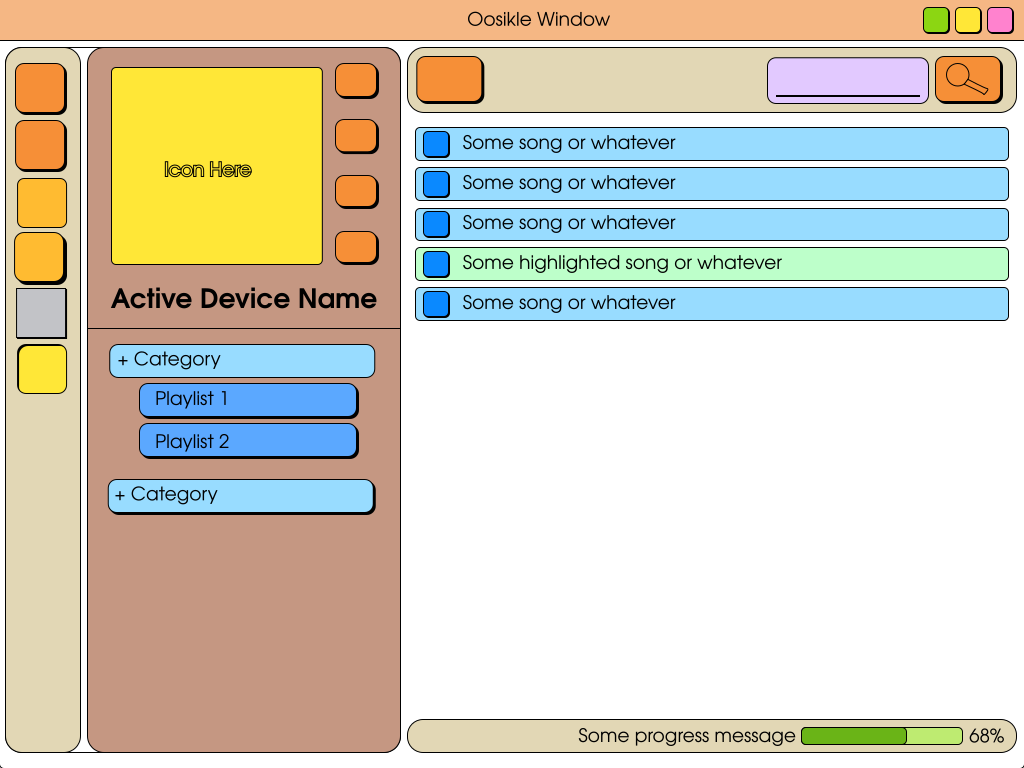 Oosikle Window
Icon Here
Active Device Name
+ Category
Playlist 1
Playlist 2
+ Category
Some song or whatever
Some song or whatever
Some song or whatever
Some highlighted song or whatever
Some song or whatever
Some progress message 68%